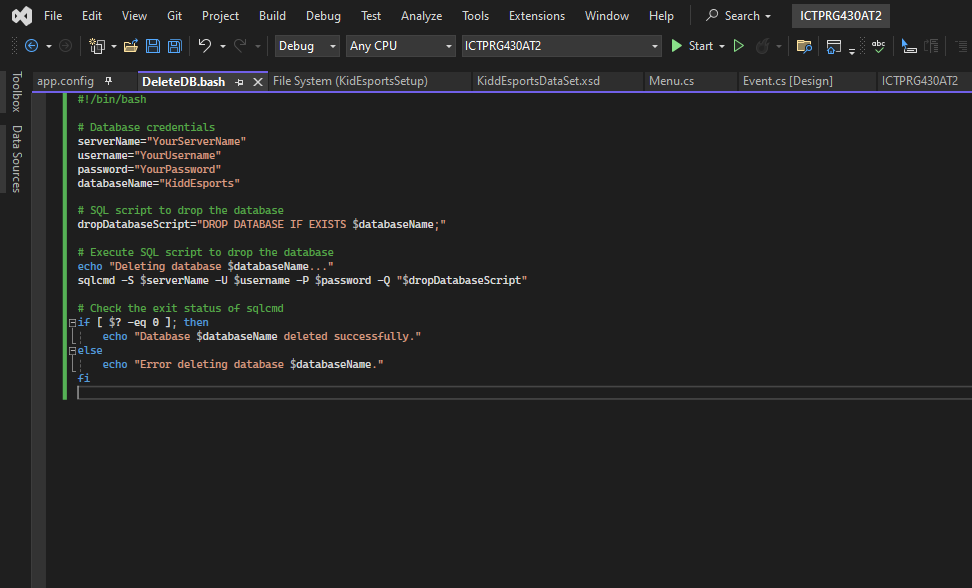 File Edit View Git Project Build Debug Test Analyze Tools Extensions Window Help Search ICTPRG430AT2
Debug Any CPU ICTPRG430AT2 Start abc
app.config DeleteDB.bash File System (KidEsportsSetup) KiddEsportsDataSet.xsd Menu.cs Event.cs [Design] ICTPRG430AT2
Toolbox
Data Sources
#!/bin/bash
# Database credentials
serverName="YourServerName"
username="YourUsername"
password="YourPassword"
databaseName="KiddEsports"
# SQL script to drop the database
dropDatabaseScript="DROP DATABASE IF EXISTS $databaseName;"
# Execute SQL script to drop the database
echo "Deleting database $databaseName..."
sqlcmd -S $serverName -U $username -P $password -Q "$dropDatabaseScript"
# Check the exit status of sqlcmd
if [ $? -eq 0 ]; then
echo "Database $databaseName deleted successfully."
else
echo "Error deleting database $databaseName."
fi